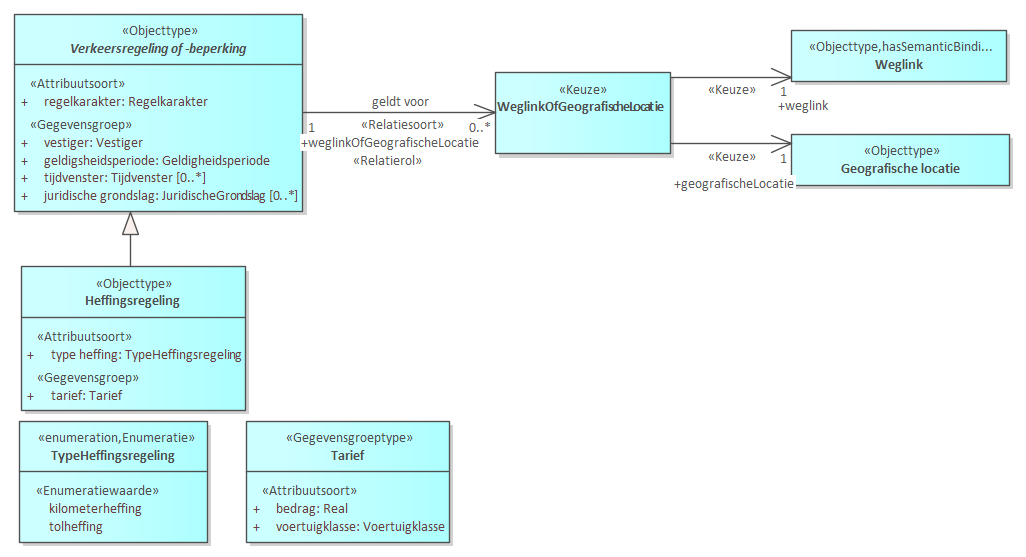 «Objecttype»
Verkeersregeling of -beperking
«Attribuutsoort»
+ regelkarakter: Regelkarakter
«Gegevensgroep»
+ vestiger: Vestiger
+ geldigsheidsperiode: Geldigheidsperiode
+ tijdvenster: Tijdvenster [0..*]
+ juridische grondslag: JuridischeGrondslag [0..*]
geldt voor
1 «Relatiesoort» 0..*
+weglinkOfGeografischeLocatie
«Relatierol»
«Keuze»
WeglinkOfGeografischeLocatie
«Keuze» 1
+weglink
«Keuze» 1
+geografischeLocatie
«Objecttype,hasSemanticBindi...
Weglink
«Objecttype»
Geografische locatie
«Objecttype»
Heffingsregeling
«Attribuutsoort»
+ type heffing: TypeHeffingsregeling
«Gegevensgroep»
+ tarief: Tarief
«enumeration,Enumeratie»
TypeHeffingsregeling
«Enumeratiewaarde»
kilometerheffing
tolheffing
«Gegevensgroeptype»
Tarief
«Attribuutsoort»
+ bedrag: Real
+ voertuigklasse: Voertuigklasse